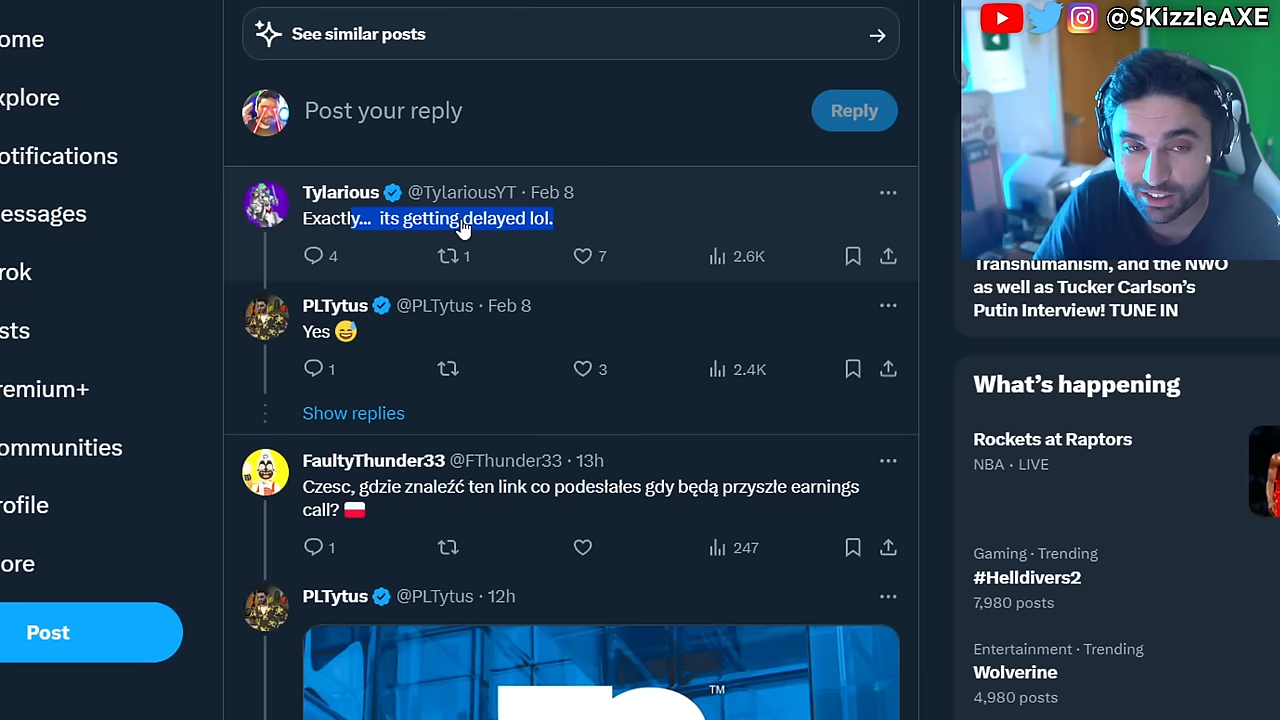 See similar posts
@SKizzleAXE
ome
xplore
otifications
essages
rok
sts
remium+
ommunities
rofile
ore
Post
Post your reply
Reply
Tylarious @TylariousYT · Feb 8
Exactly... its getting delayed lol.
4 1 7 2.6K
PLTytus @PLTytus · Feb 8
Yes 😅
1 3 2.4K
Show replies
FaultyThunder33 @FThunder33 · 13h
Czesc, gdzie znaleźć ten link co podesłałes gdy będą przyszłe earnings
call? 🇵🇱
1 247
PLTytus @PLTytus · 12h
TM
Transhumanism, and the NWO
as well as Tucker Carlson's
Putin Interview! TUNE IN
What's happening
Rockets at Raptors
NBA · LIVE
Gaming · Trending
#Helldivers2
7,980 posts
Entertainment · Trending
Wolverine
4,980 posts